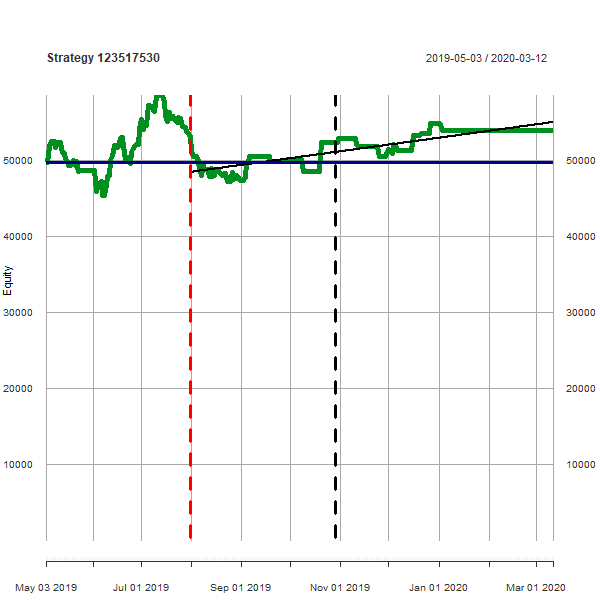 Strategy 123517530
2019-05-03 / 2020-03-12
50000
50000
40000
40000
Equity
30000
30000
20000
20000
10000
10000
May 03 2019
Jul 01 2019
Sep 01 2019
Nov 01 2019
Jan 01 2020
Mar 01 2020